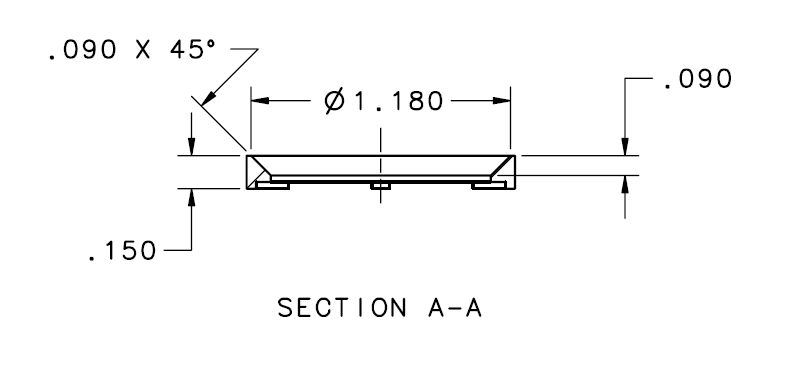 .090 X 45°
Ø1.180
.090
.150
SECTION A-A